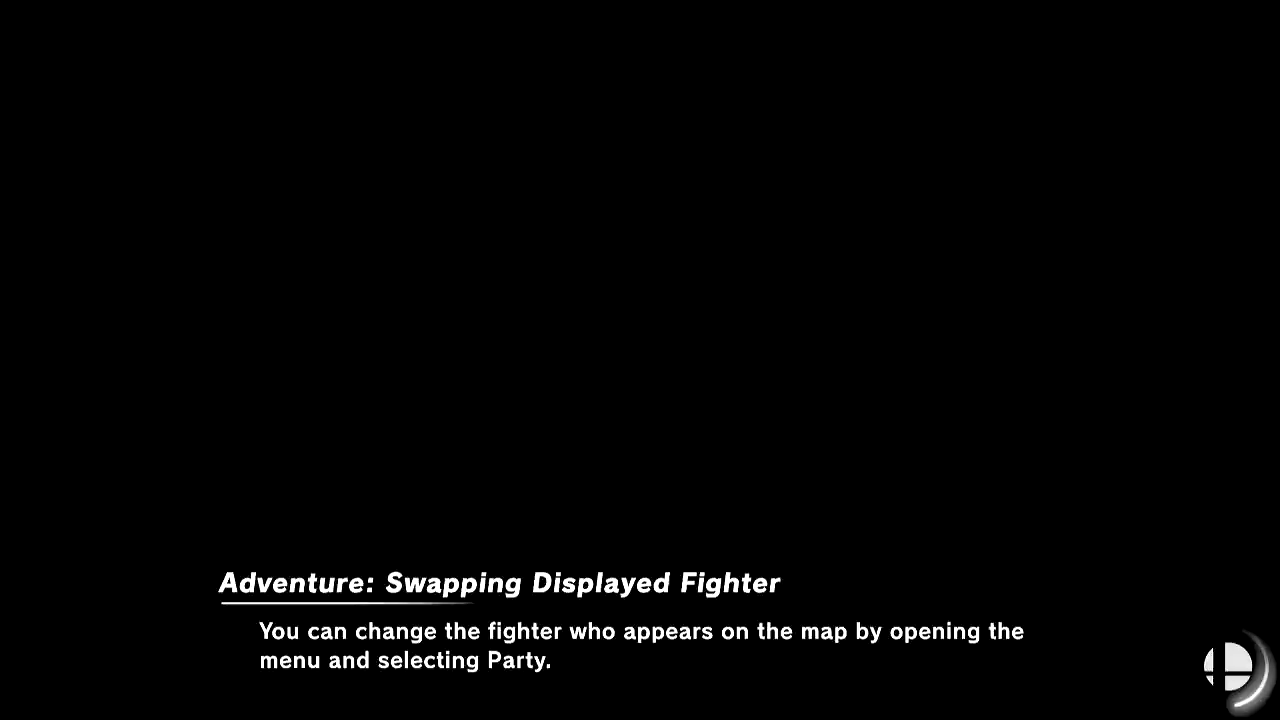 Adventure: Swapping Displayed Fighter
You can change the fighter who appears on the map by opening the
menu and selecting Party.